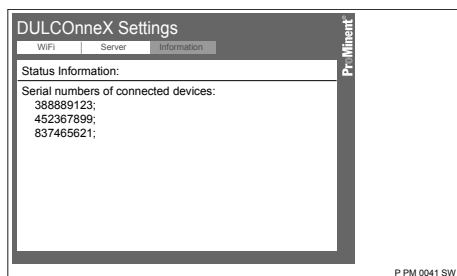 DULCOnneX Settings
WiFi Server Information
Status Information:
Serial numbers of connected devices:
388889123;
452367899;
837465621;
ProMinent®
P PM 0041 SW